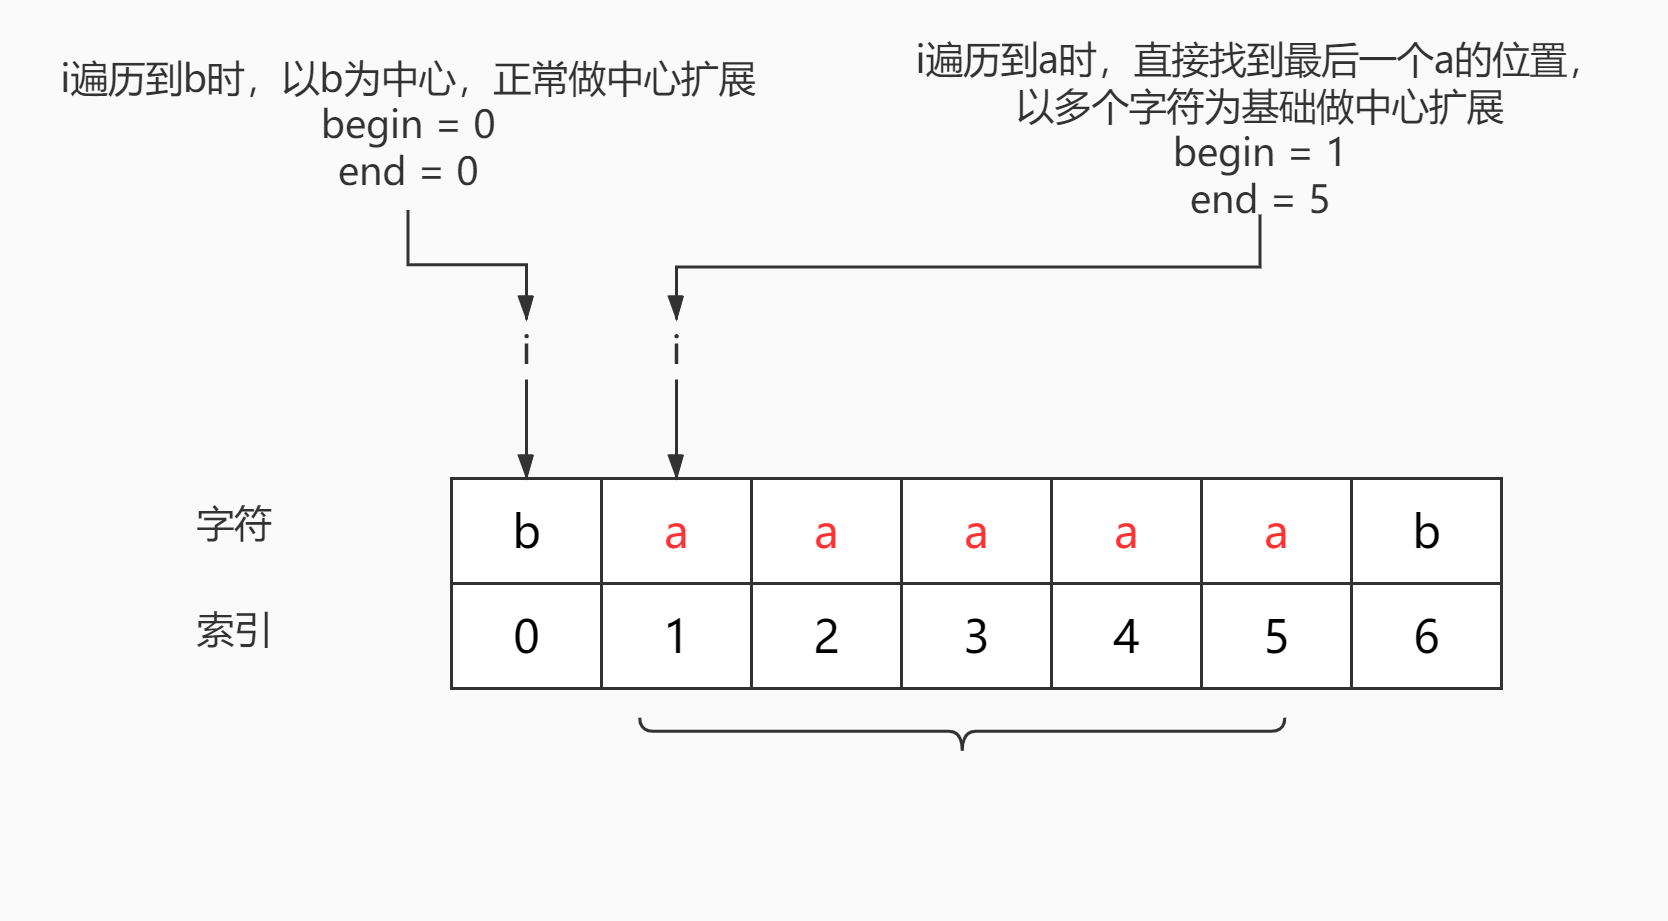 i遍历到b时，以b为中心，正常做中心扩展
begin = 0
end = 0
i遍历到a时，直接找到最后一个a的位置，
以多个字符为基础做中心扩展
begin = 1
end = 5
i i
字符 b a a a a a b
索引 0 1 2 3 4 5 6